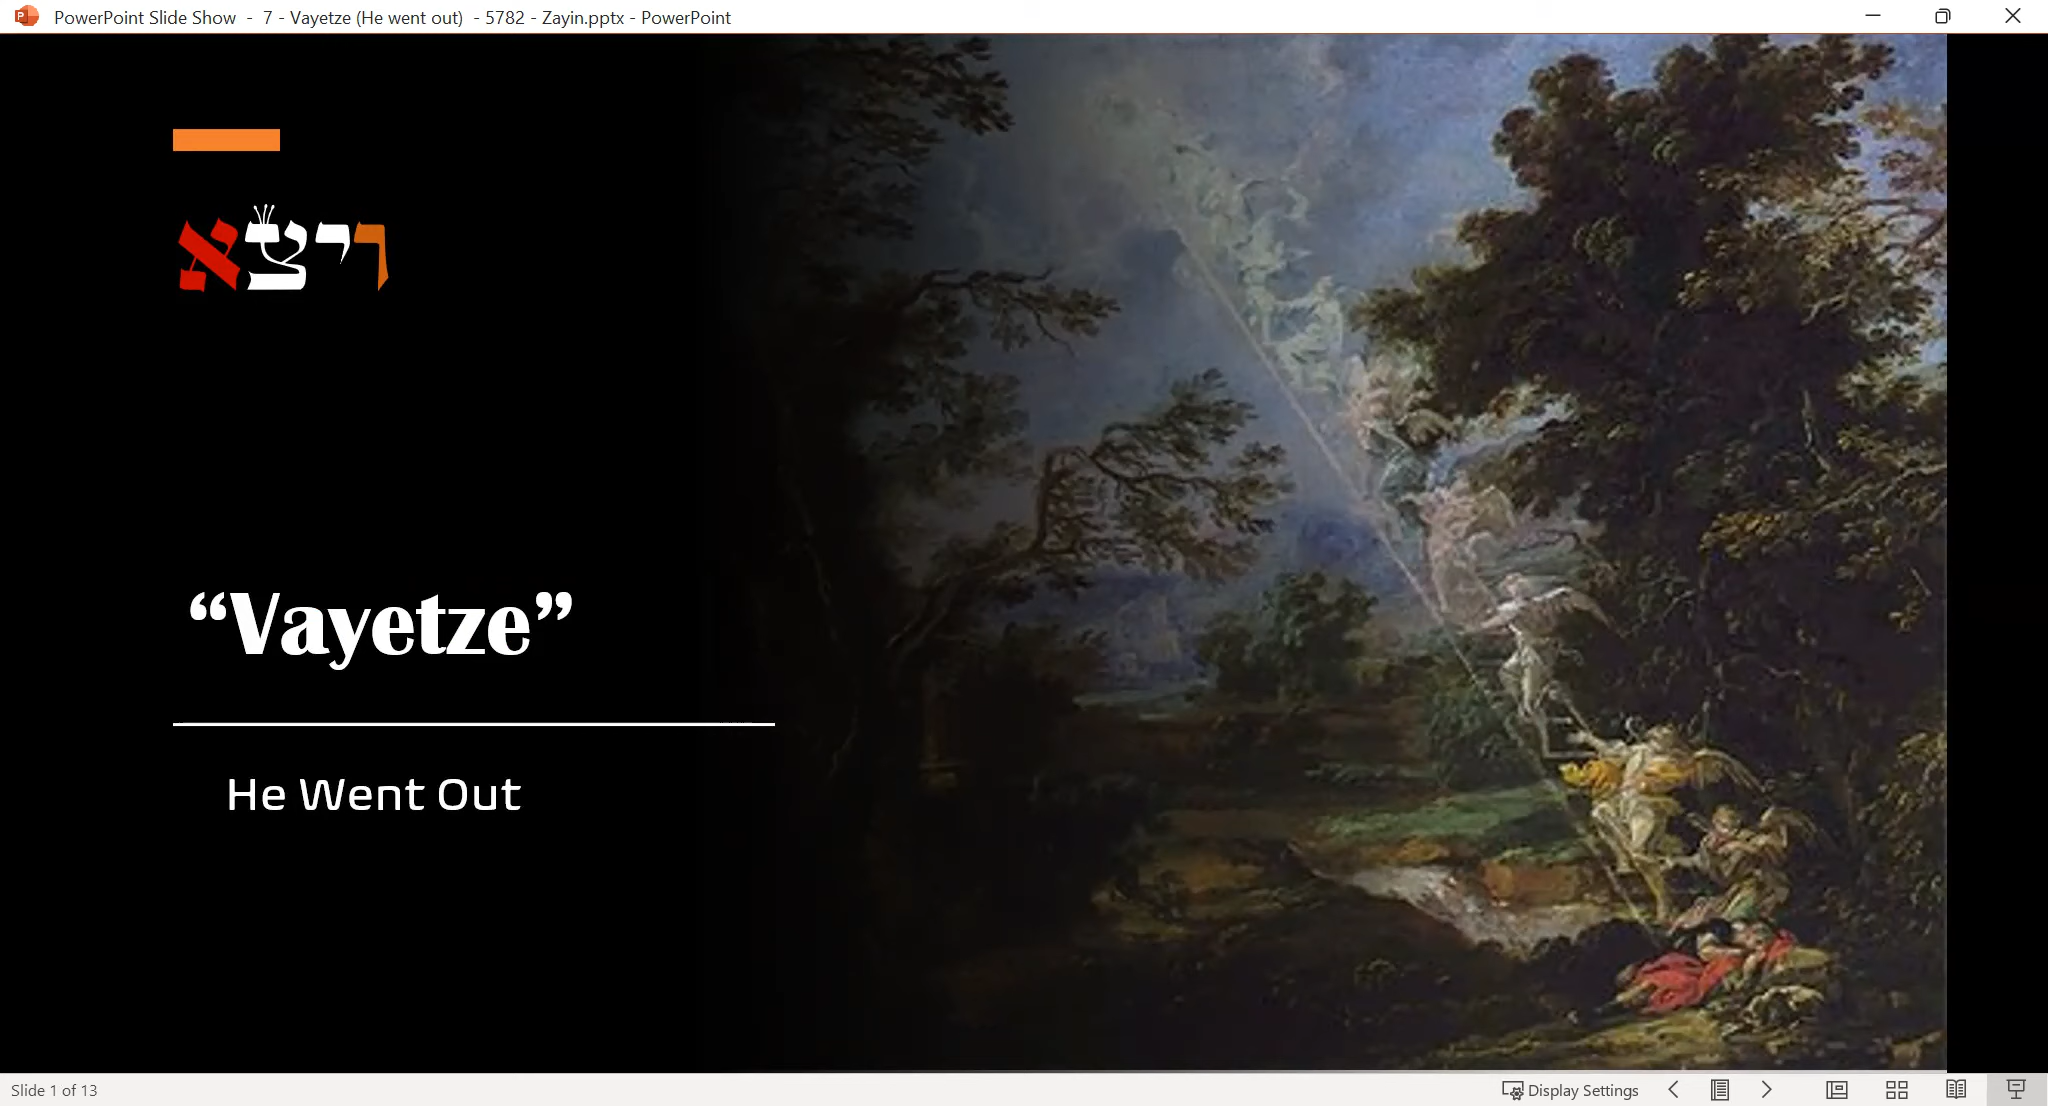 PowerPoint Slide Show - 7 - Vayetze (He went out) - 5782 - Zayin.pptx - PowerPoint
ויצא
“Vayetze”
He Went Out
Slide 1 of 13
Display Settings